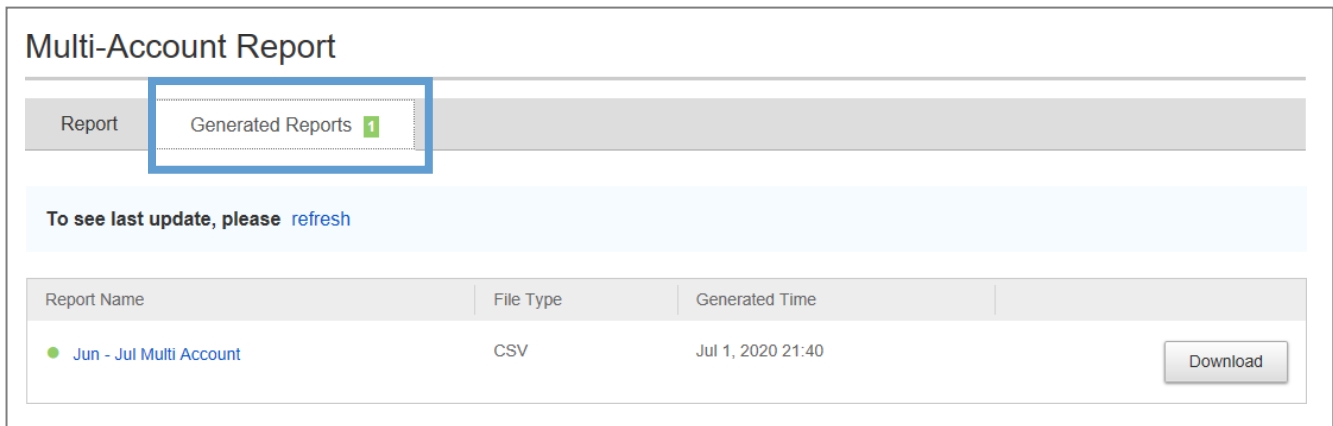 Multi-Account Report
Report Generated Reports 1
To see last update, please refresh
Report Name File Type Generated Time
Jun - Jul Multi Account CSV Jul 1, 2020 21:40 Download